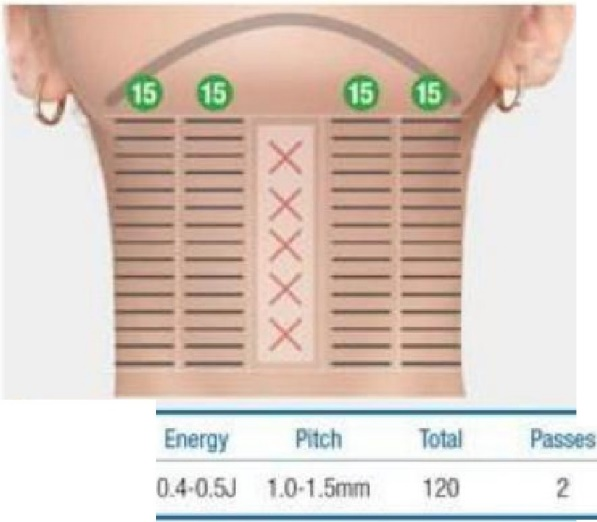 15 15 15 15
Energy Pitch Total Passes
0.4-0.5J 1.0-1.5mm 120 2